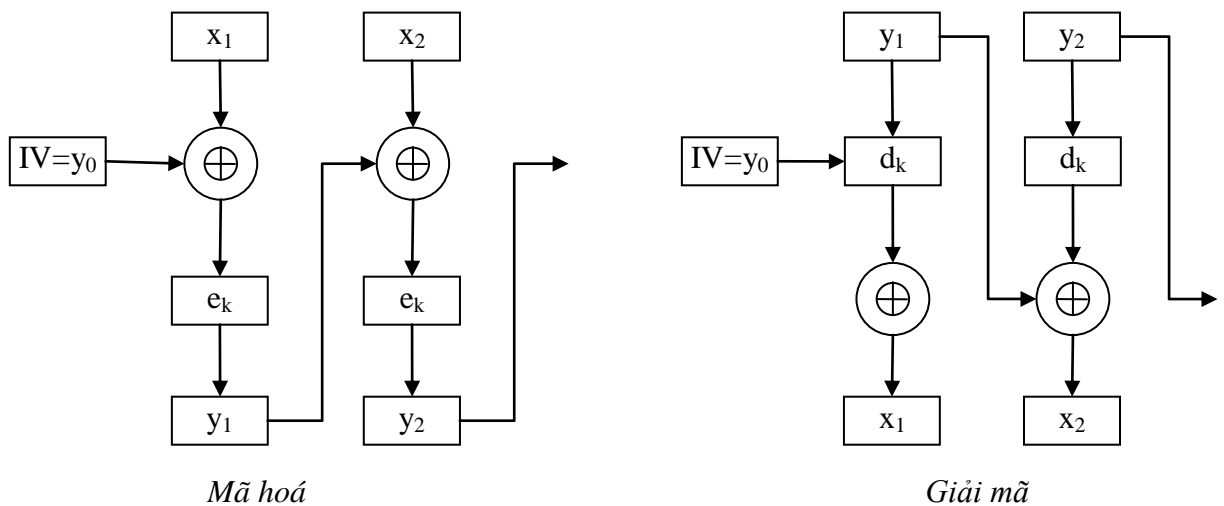 x₁ x₂
IV=y₀
eₖ eₖ
y₁ y₂
Mã hoá
y₁ y₂
IV=y₀ dₖ dₖ
x₁ x₂
Giải mã